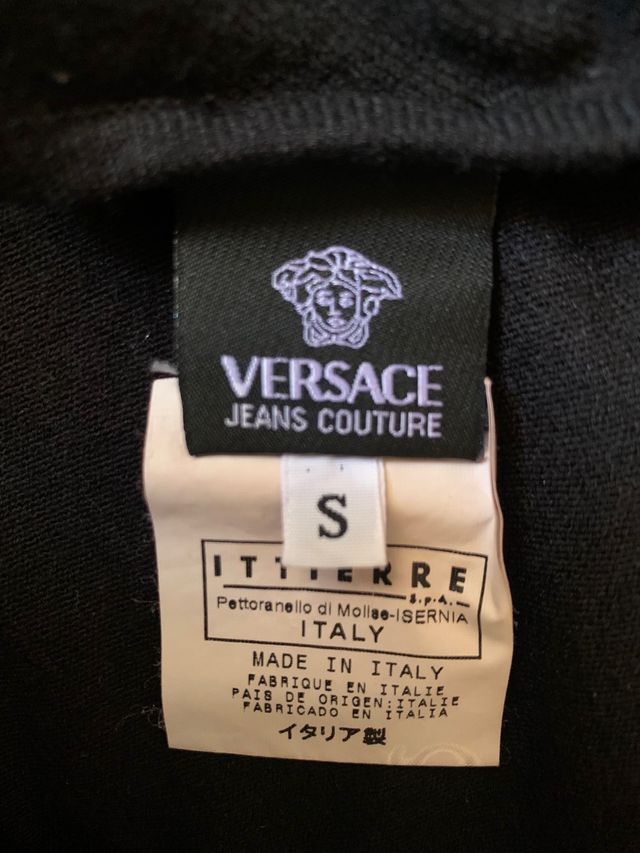 VERSACE
JEANS COUTURE
S
ITTIERRE
S.p.A.
Pettoranello di Molise-ISERNIA
ITALY
MADE IN ITALY
FABRIQUE EN ITALIE
PAIS DE ORIGEN:ITALIE
FABRICADO EN ITALIA
イタリア製